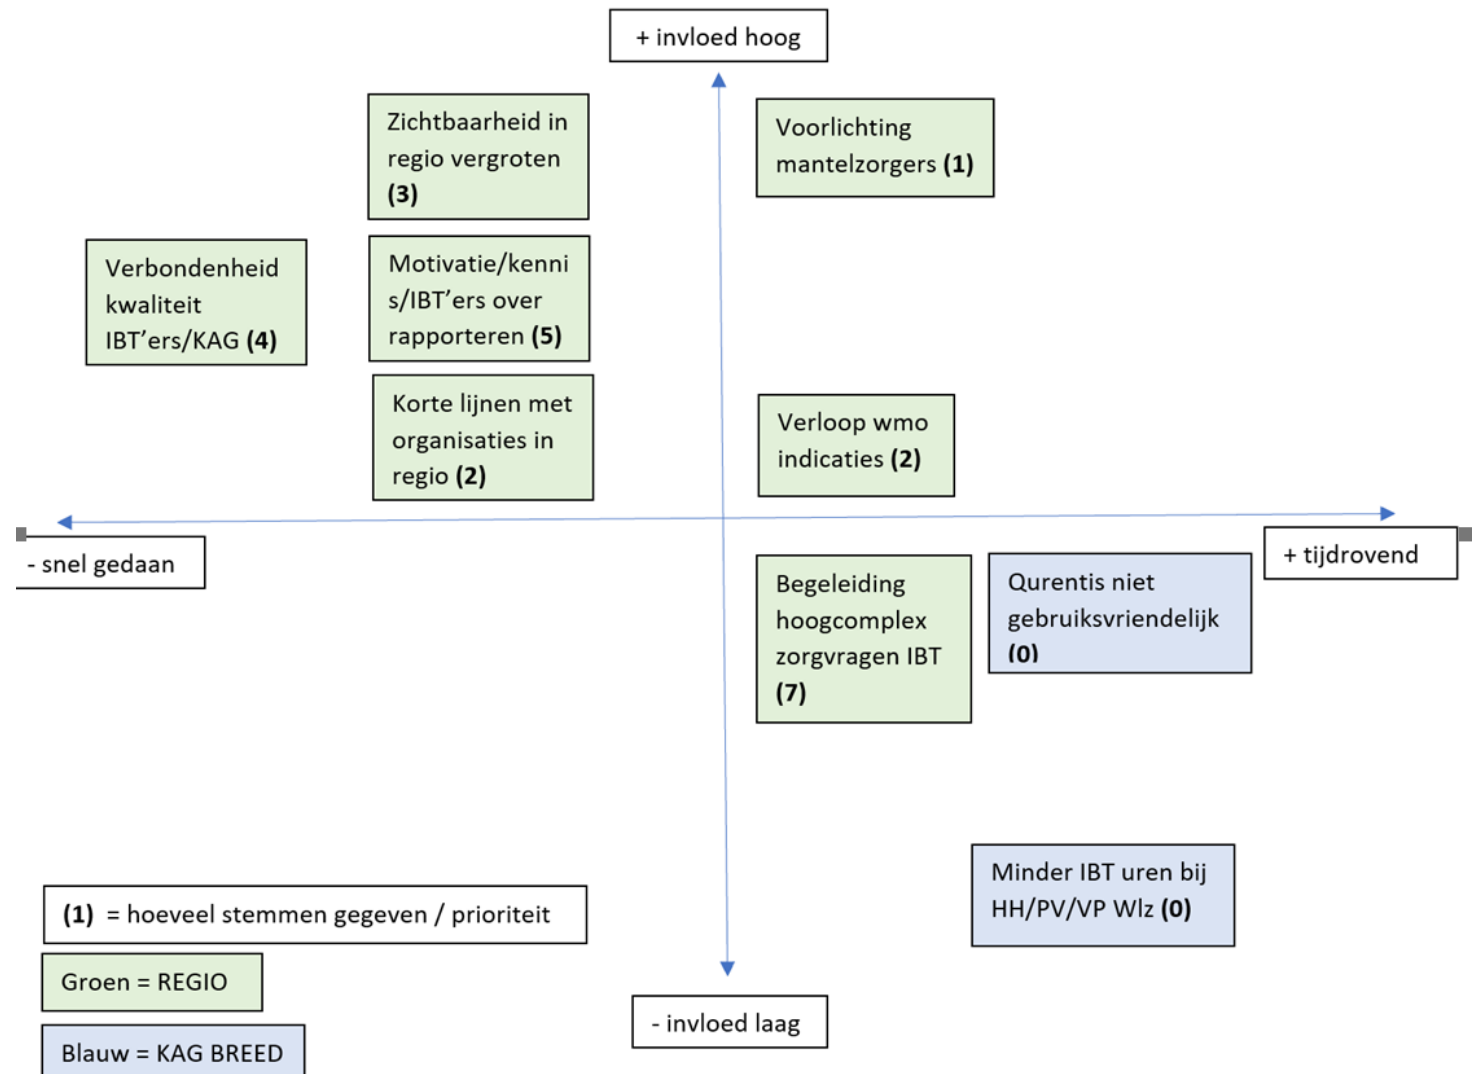 + invloed hoog
Zichtbaarheid in
regio vergroten
(3)
Voorlichting
mantelzorgers (1)
Verbondenheid
kwaliteit
IBT'ers/KAG (4)
Motivatie/kenni
s/IBT'ers over
rapporteren (5)
Korte lijnen met
organisaties in
regio (2)
Verloop wmo
indicaties (2)
- snel gedaan
+ tijdrovend
Begeleiding
hoogcomplex
zorgvragen IBT
(7)
Qurentis niet
gebruiksvriendelijk
(0)
Minder IBT uren bij
HH/PV/VP Wlz (0)
(1) = hoeveel stemmen gegeven / prioriteit
Groen = REGIO
Blauw = KAG BREED
- invloed laag